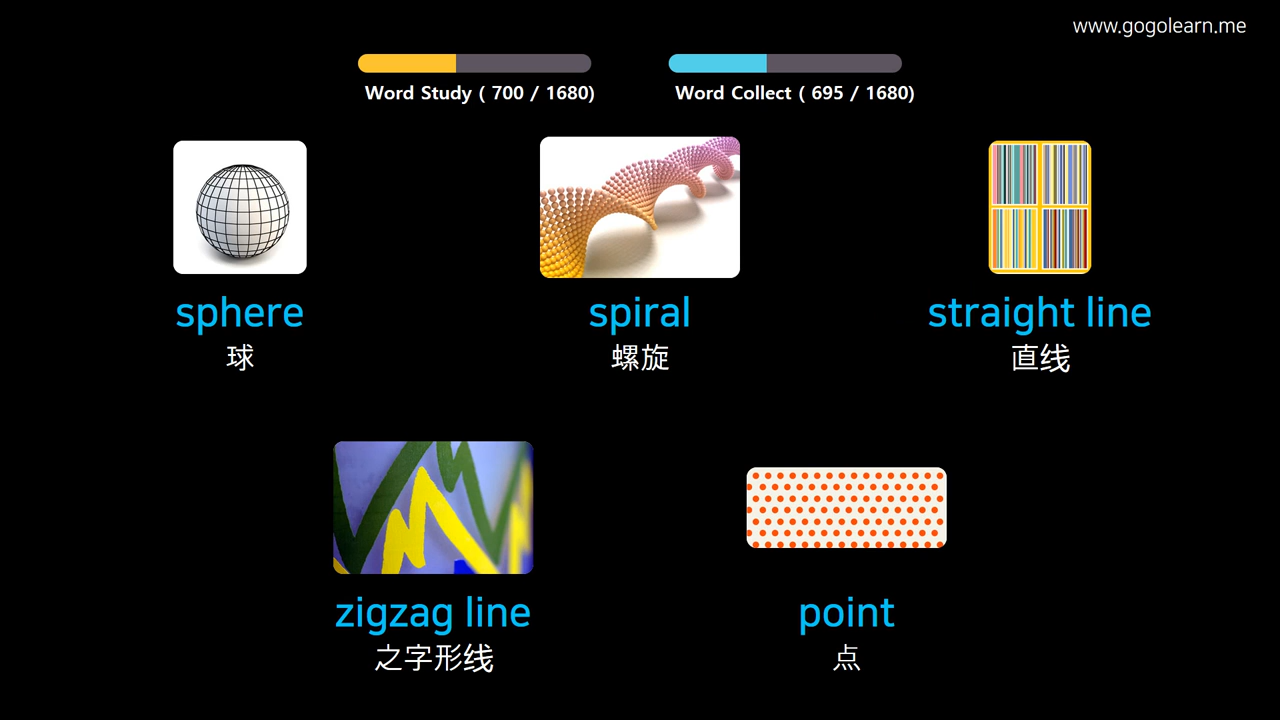 www.gogolearn.me
Word Study ( 700 / 1680)
Word Collect ( 695 / 1680)
sphere
球
spiral
螺旋
straight line
直线
zigzag line
之字形线
point
点